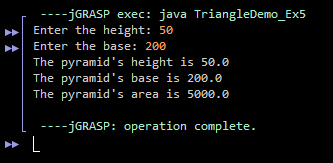 ----jGRASP exec: java TriangleDemo_Ex5
Enter the height: 50
Enter the base: 200
The pyramid's height is 50.0
The pyramid's base is 200.0
The pyramid's area is 5000.0
----jGRASP: operation complete.